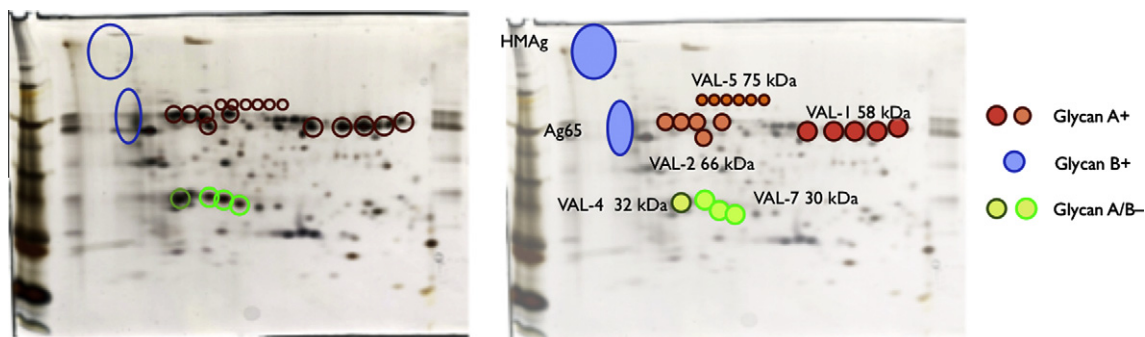 HMAg
VAL-5 75 kDa
VAL-1 58 kDa
Ag65
VAL-2 66 kDa
VAL-4 32 kDa
VAL-7 30 kDa
Glycan A+
Glycan B+
Glycan A/B–